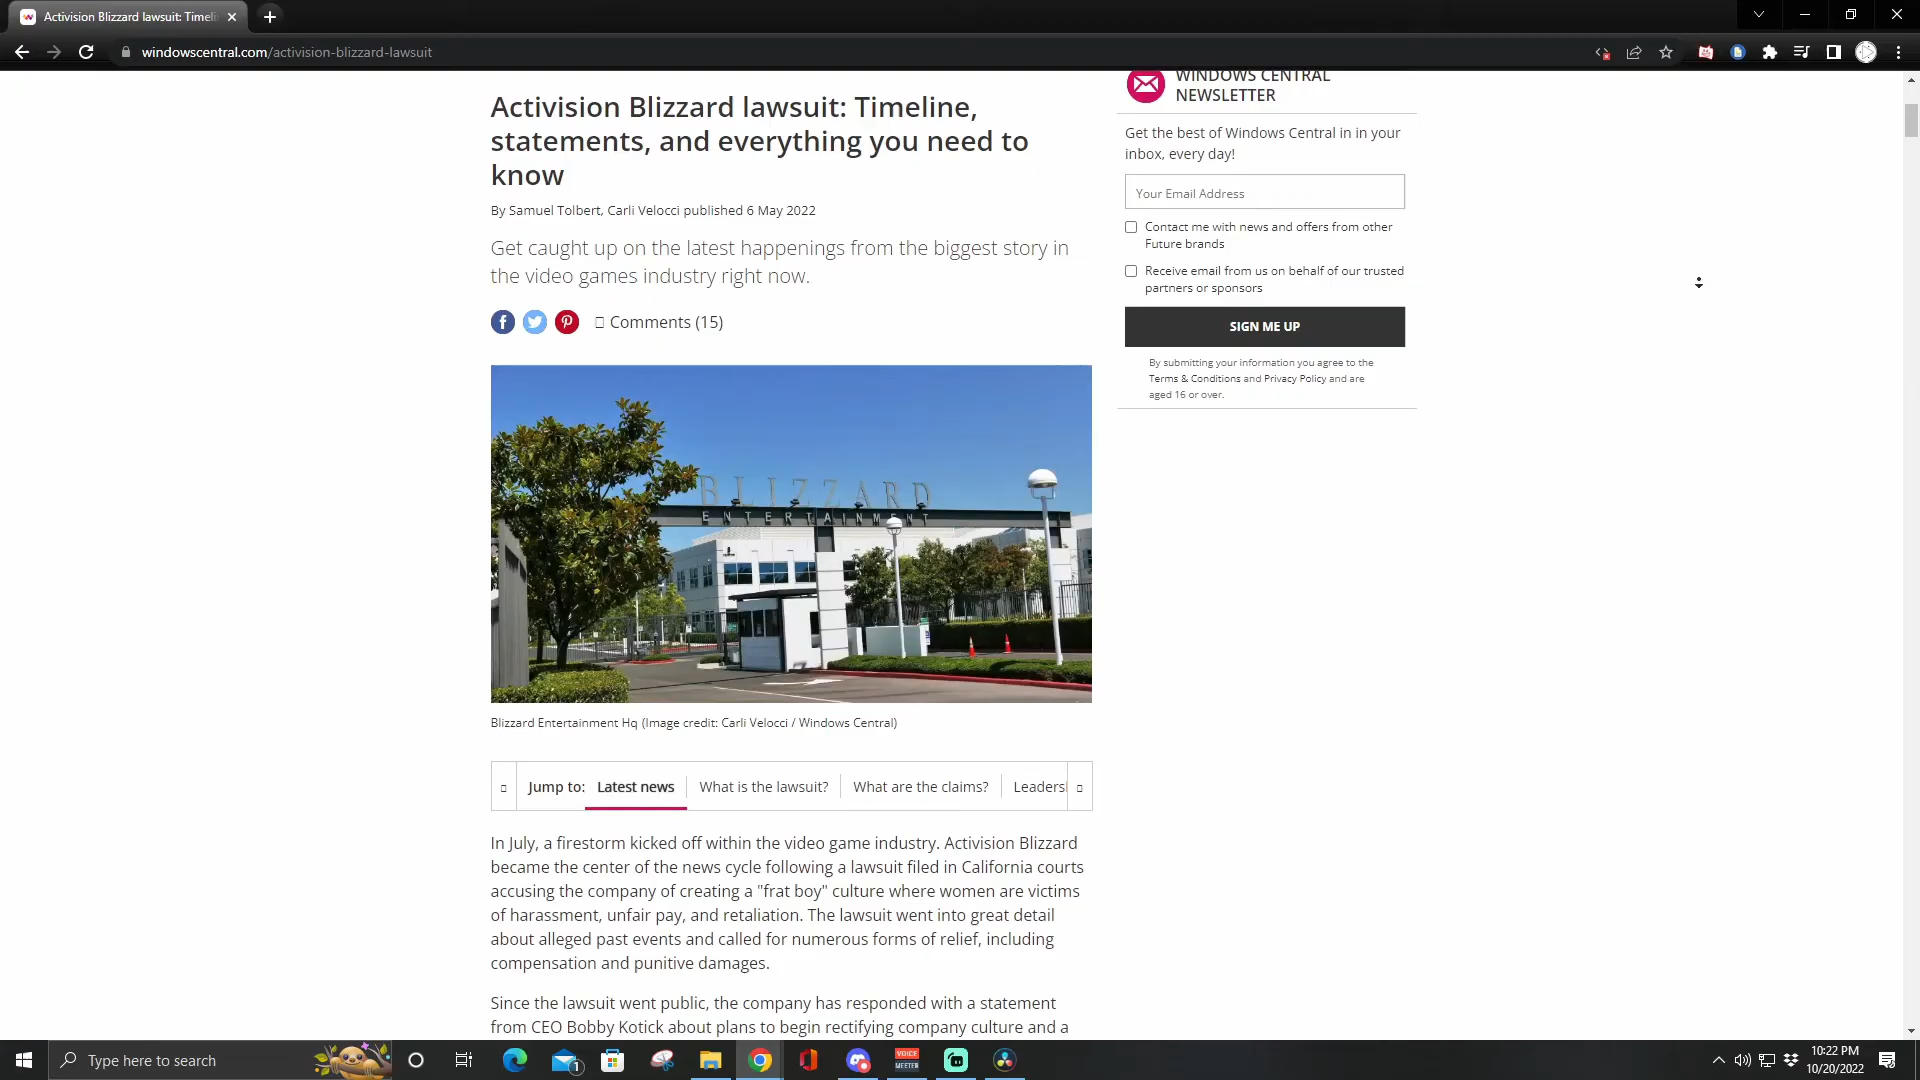 Activision Blizzard lawsuit: Timeli
windowscentral.com/activision-blizzard-lawsuit
WINDOWS CENTRAL
NEWSLETTER
Get the best of Windows Central in in your
inbox, every day!
Your Email Address
Contact me with news and offers from other
Future brands
Receive email from us on behalf of our trusted
partners or sponsors
SIGN ME UP
By submitting your information you agree to the
Terms & Conditions and Privacy Policy and are
aged 16 or over.
Activision Blizzard lawsuit: Timeline,
statements, and everything you need to
know
By Samuel Tolbert, Carli Velocci published 6 May 2022
Get caught up on the latest happenings from the biggest story in
the video games industry right now.
Comments (15)
BLIZZARD
ENTERTAINMENT
Blizzard Entertainment Hq (Image credit: Carli Velocci / Windows Central)
Jump to: Latest news What is the lawsuit? What are the claims? Leadersl
In July, a firestorm kicked off within the video game industry. Activision Blizzard
became the center of the news cycle following a lawsuit filed in California courts
accusing the company of creating a "frat boy" culture where women are victims
of harassment, unfair pay, and retaliation. The lawsuit went into great detail
about alleged past events and called for numerous forms of relief, including
compensation and punitive damages.
Since the lawsuit went public, the company has responded with a statement
from CEO Bobby Kotick about plans to begin rectifying company culture and a
Type here to search
1
VOICE
MEETER
10:22 PM
10/20/2022